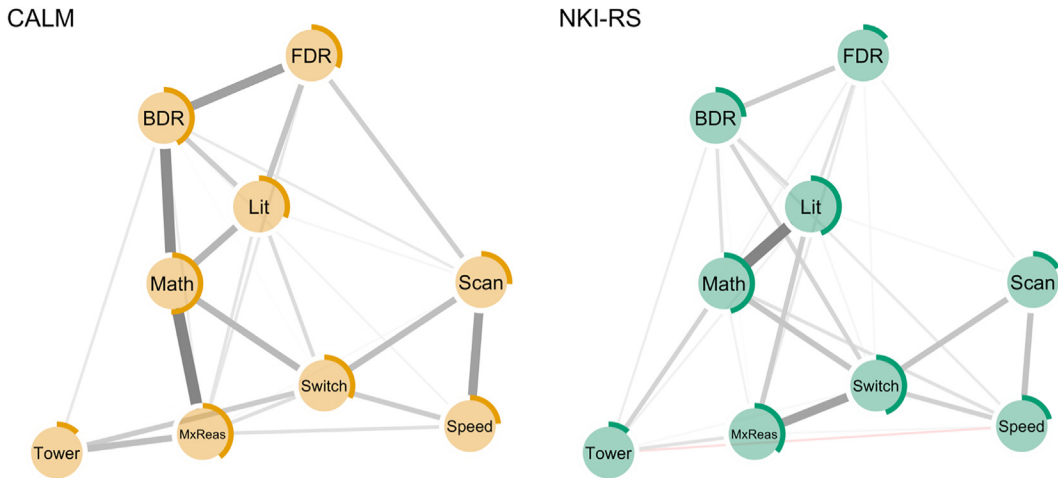 CALM
FDR
BDR
Lit
Math
Scan
Switch
MxReas
Speed
Tower
NKI-RS
FDR
BDR
Lit
Math
Scan
Switch
MxReas
Speed
Tower